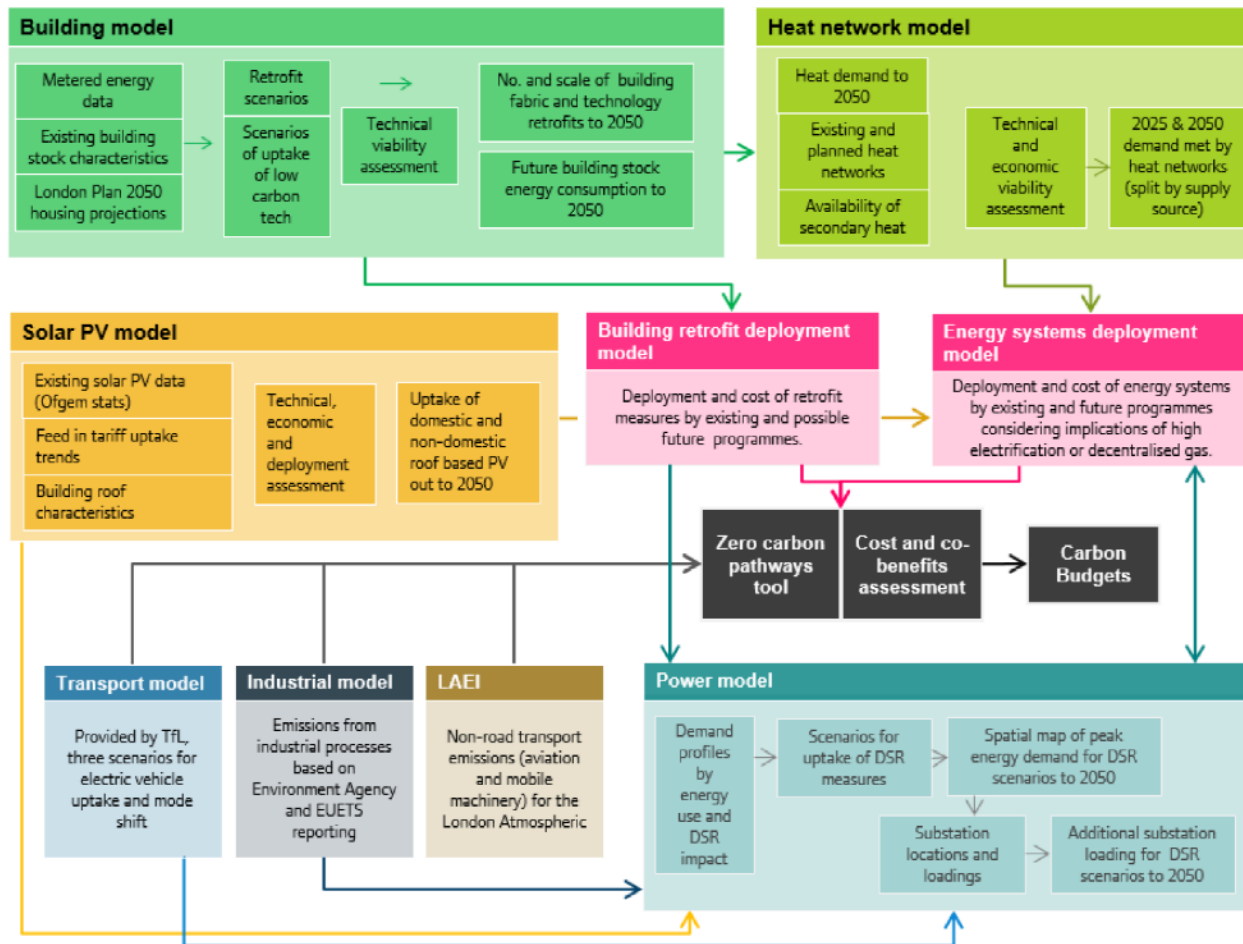 Building model
Metered energy
data
Existing building
stock characteristics
London Plan 2050
housing projections
Retrofit
scenarios
Scenarios
of uptake
of low
carbon
tech
Technical
viability
assessment
No. and scale of building
fabric and technology
retrofits to 2050
Future building stock
energy consumption to
2050
Heat network model
Heat demand to
2050
Existing and
planned heat
networks
Availability of
secondary heat
Technical
and
economic
viability
assessment
2025 & 2050
demand met by
heat networks
(split by supply
source)
Solar PV model
Existing solar PV data
(Ofgem stats)
Feed in tariff uptake
trends
Building roof
characteristics
Technical,
economic
and
deployment
assessment
Uptake of
domestic and
non-domestic
roof based PV
out to 2050
Building retrofit deployment
model
Deployment and cost of retrofit
measures by existing and possible
future programmes.
Energy systems deployment
model
Deployment and cost of energy systems
by existing and future programmes
considering implications of high
electrification or decentralised gas.
Zero carbon
pathways
tool
Cost and co-
benefits
assessment
Carbon
Budgets
Transport model
Provided by TfL,
three scenarios for
electric vehicle
uptake and mode
shift
Industrial model
Emissions from
industrial processes
based on
Environment Agency
and EUETS
reporting
LAEI
Non-road transport
emissions (aviation
and mobile
machinery) for the
London Atmospheric
Power model
Demand
profiles by
energy
use and
DSR
impact
Scenarios for
uptake of DSR
measures
Spatial map of peak
energy demand for DSR
scenarios to 2050
Substation
locations and
loadings
Additional substation
loading for DSR
scenarios to 2050